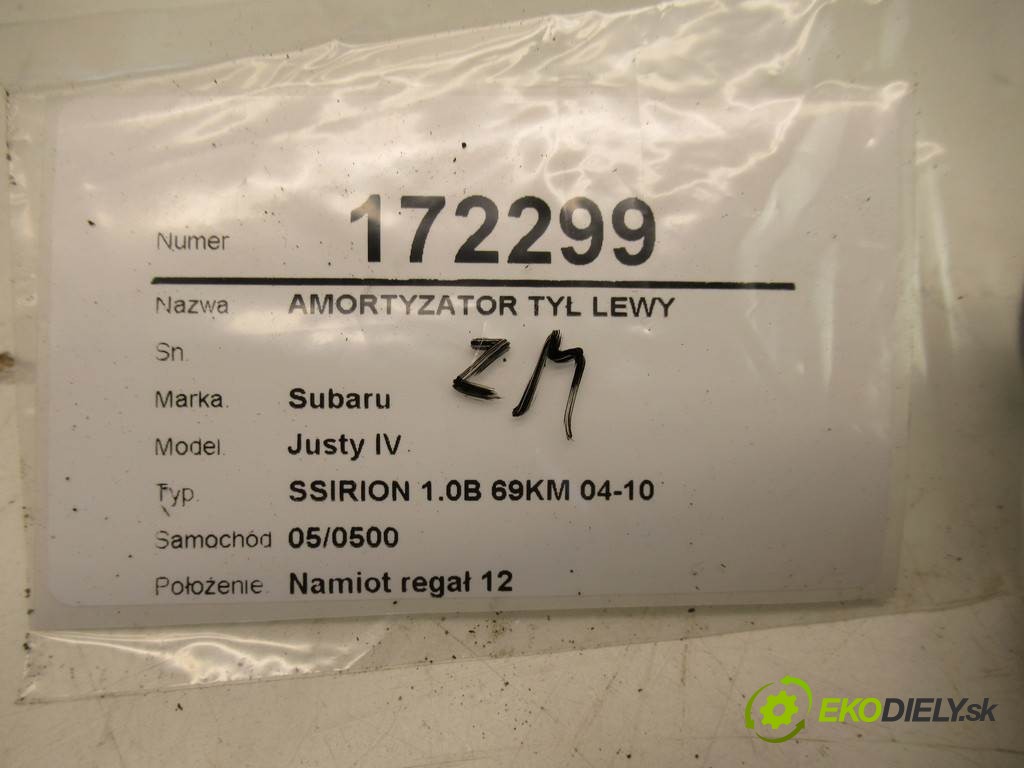 Numer 172299
Nazwa AMORTYZATOR TYŁ LEWY
Sn.
ZM
Marka. Subaru
Model. Justy IV
Typ. SSIRION 1.0B 69KM 04-10
Samochód 05/0500
Położenie. Namiot regał 12
EKODIELY.sk